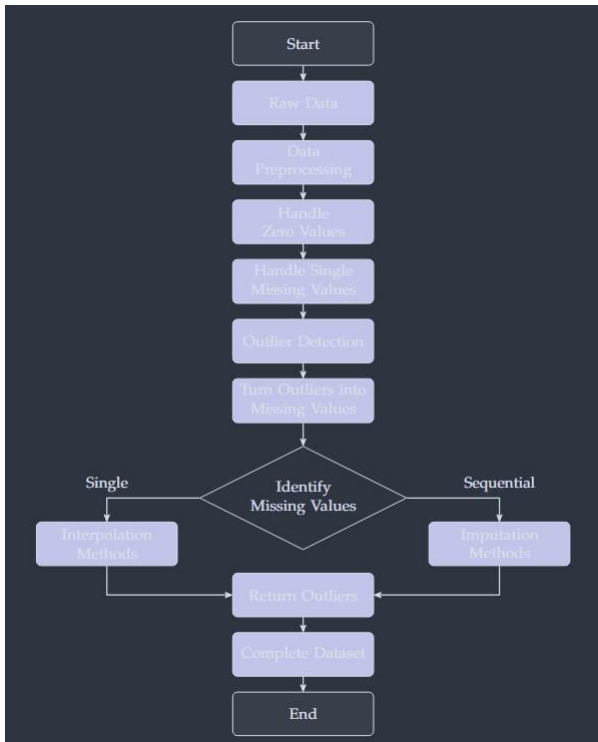 Start
Raw Data
Data
Preprocessing
Handle
Zero Values
Handle Single
Missing Values
Outlier Detection
Turn Outliers into
Missing Values
Single
Identify
Missing Values
Sequential
Interpolation
Methods
Imputation
Methods
Return Outliers
Complete Dataset
End